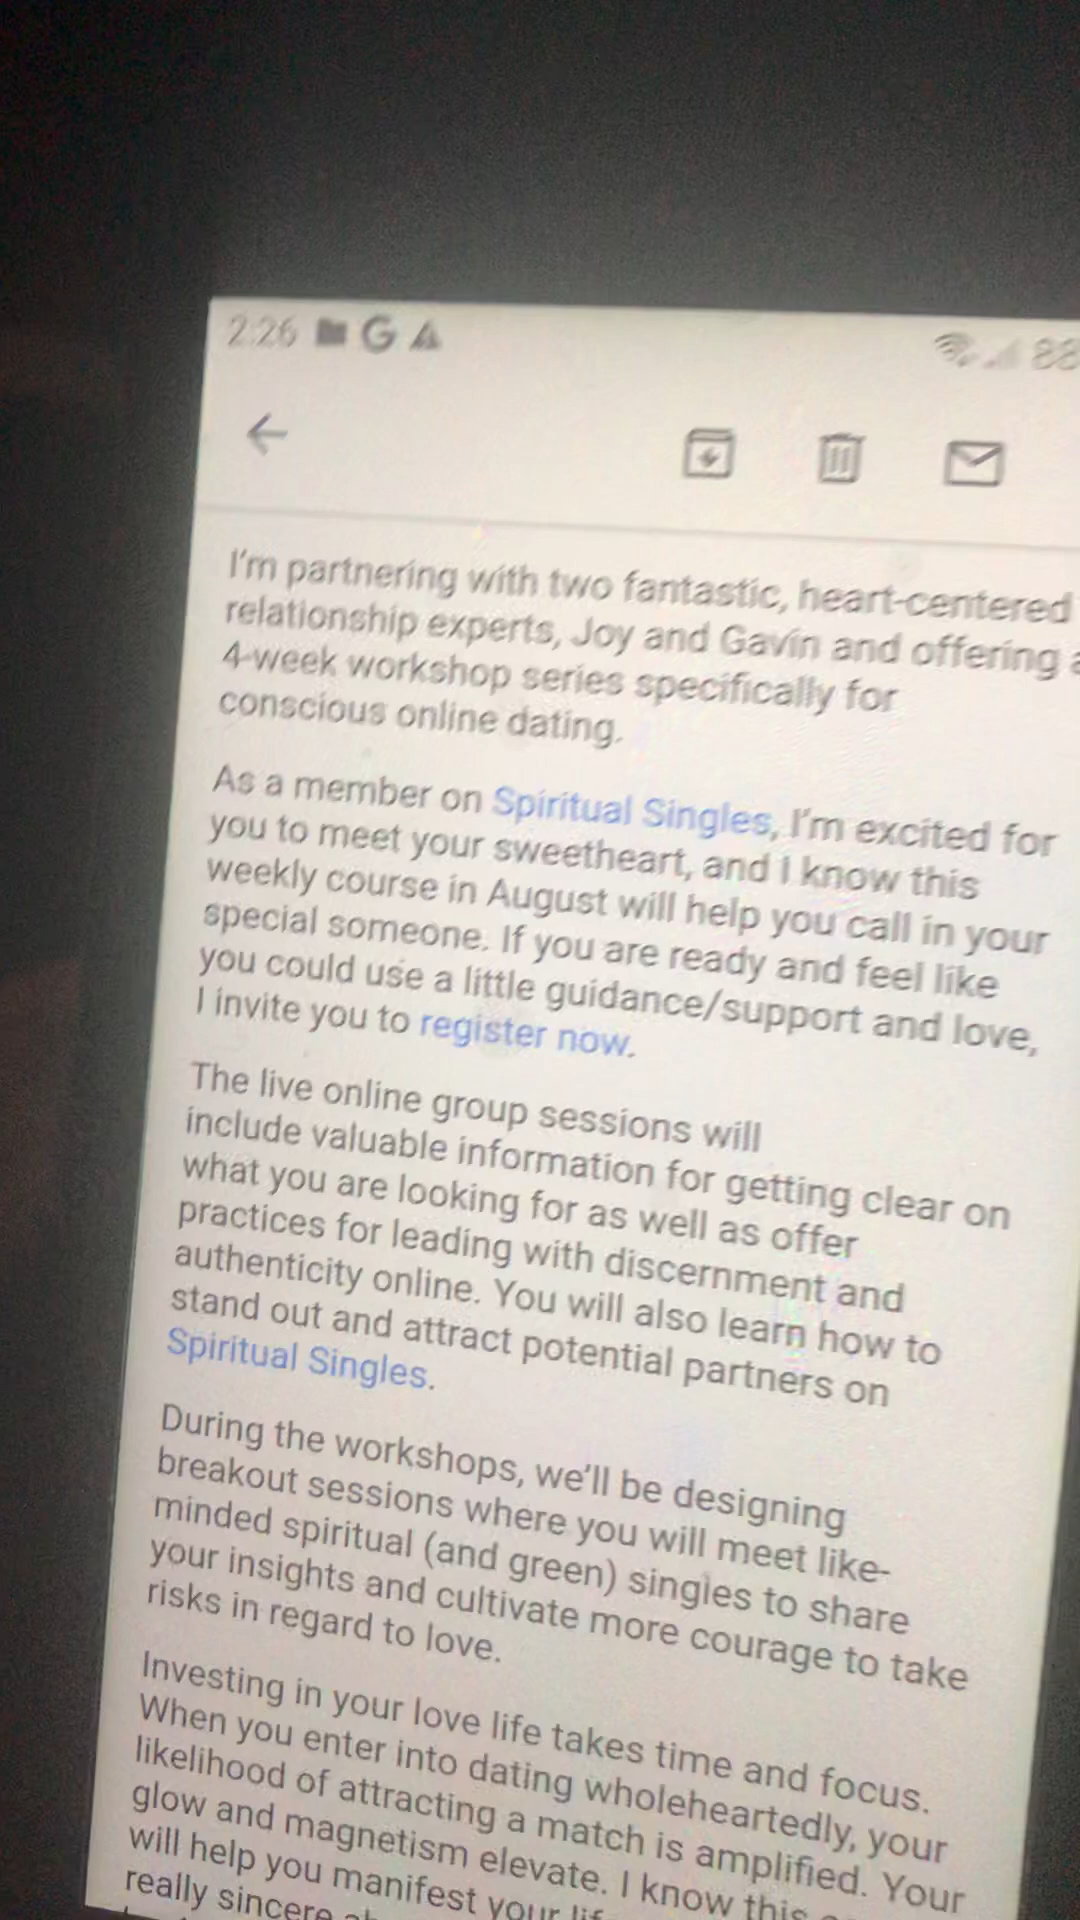 2:26 G 88
I'm partnering with two fantastic, heart-centered
relationship experts, Joy and Gavin and offering a
4-week workshop series specifically for
conscious online dating.
As a member on Spiritual Singles, I'm excited for
you to meet your sweetheart, and I know this
weekly course in August will help you call in your
special someone. If you are ready and feel like
you could use a little guidance/support and love,
I invite you to register now.
The live online group sessions will
include valuable information for getting clear on
what you are looking for as well as offer
practices for leading with discernment and
authenticity online. You will also learn how to
stand out and attract potential partners on
Spiritual Singles.
During the workshops, we'll be designing
breakout sessions where you will meet like-
minded spiritual (and green) singles to share
your insights and cultivate more courage to take
risks in regard to love.
Investing in your love life takes time and focus.
When you enter into dating wholeheartedly, your
likelihood of attracting a match is amplified. Your
glow and magnetism elevate. I know this
will help you manifest your
really sincere